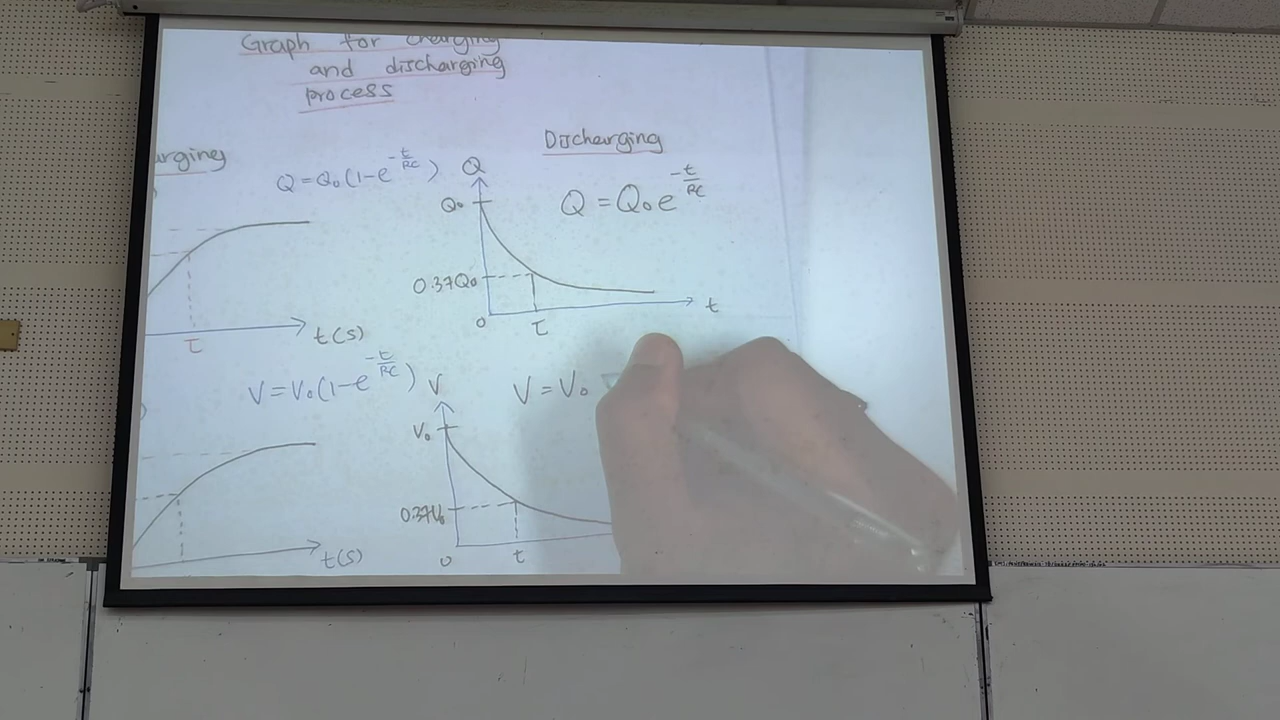 Graph for charging
and discharging
process
arging
Discharging
Q = Q₀(1-e^{-t/RC})
Q
Q₀
0.37Q₀
0
τ
t
Q = Q₀e^{-t/RC}
τ
t(s)
V = V₀(1-e^{-t/RC})
V
V₀
0.37V₀
0
t
V = V₀
t(s)